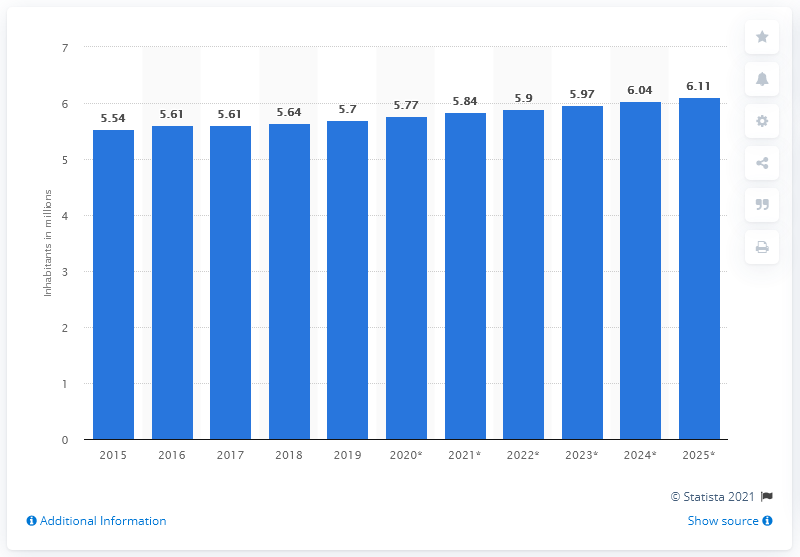 7
6
5
4
3
2
1
0
Inhabitants in millions
5.54 5.61 5.61 5.64 5.7 5.77 5.84 5.9 5.97 6.04 6.11
2015 2016 2017 2018 2019 2020* 2021* 2022* 2023* 2024* 2025*
© Statista 2021
Additional Information
Show source